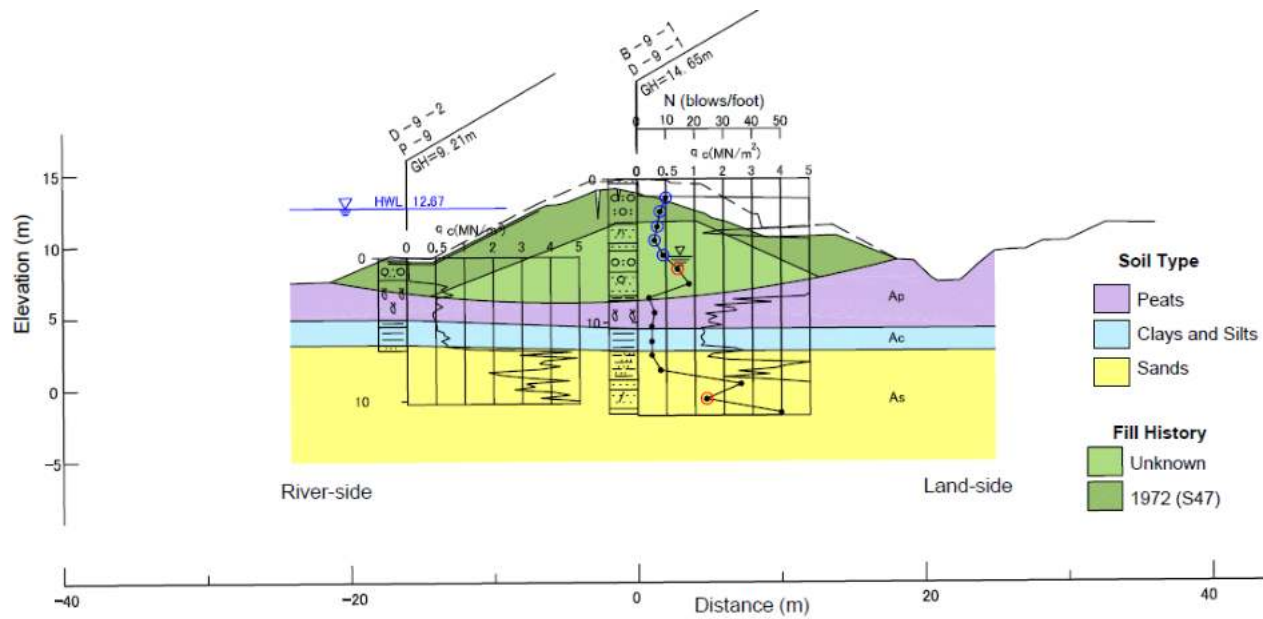 B-9-1
D-9-1
GH=14.65m
N (blows/foot)
0 10 20 30 40 50
q c(MN/m²)
0 0.5 1 2 3 4 5
D-9-2
P-9
GH=9.21m
HWL 12.67
q c(MN/m²)
0 0.5 1 2 3 4 5
0
10
0
10
Elevation (m)
15
10
5
0
-5
Ap
Ac
As
River-side
Land-side
Soil Type
Peats
Clays and Silts
Sands
Fill History
Unknown
1972 (S47)
-40 -20 0 20 40
Distance (m)